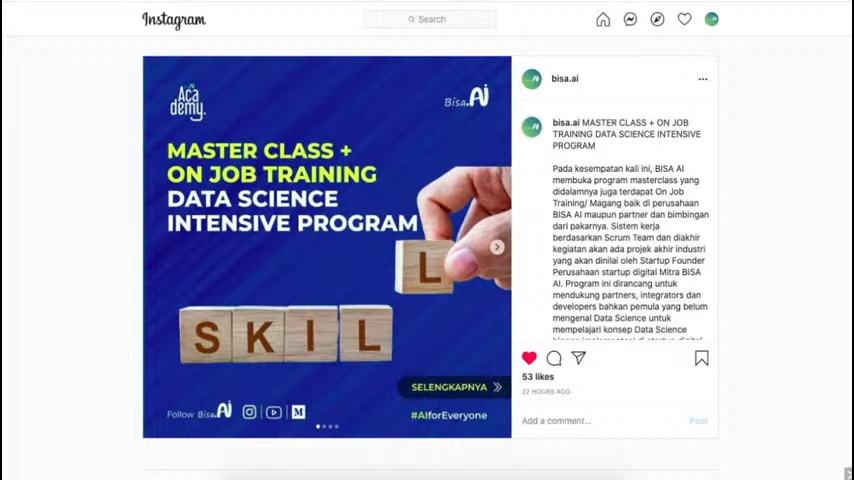 Instagram
Search
Aca
demy.
Bisa.AI
MASTER CLASS +
ON JOB TRAINING
DATA SCIENCE
INTENSIVE PROGRAM
L
S K I L
SELENGKAPNYA
Follow Bisa.AI
#AIforEveryone
bisa.ai
bisa.ai MASTER CLASS + ON JOB
TRAINING DATA SCIENCE INTENSIVE
PROGRAM
Pada kesempatan kali ini, BISA AI
membuka program masterclass yang
didalamnya juga terdapat On Job
Training/ Magang baik di perusahaan
BISA AI maupun partner dan bimbingan
dari pakarnya. Sistem kerja
berdasarkan Scrum Team dan diakhir
kegiatan akan ada projek akhir industri
yang akan dinilai oleh Startup Founder
Perusahaan startup digital Mitra BISA
AI. Program ini dirancang untuk
mendukung partners, integrators dan
developers bahkan pemula yang belum
mengenal Data Science untuk
mempelajari konsep Data Science
53 likes
22 HOURS AGO
Add a comment...
Post